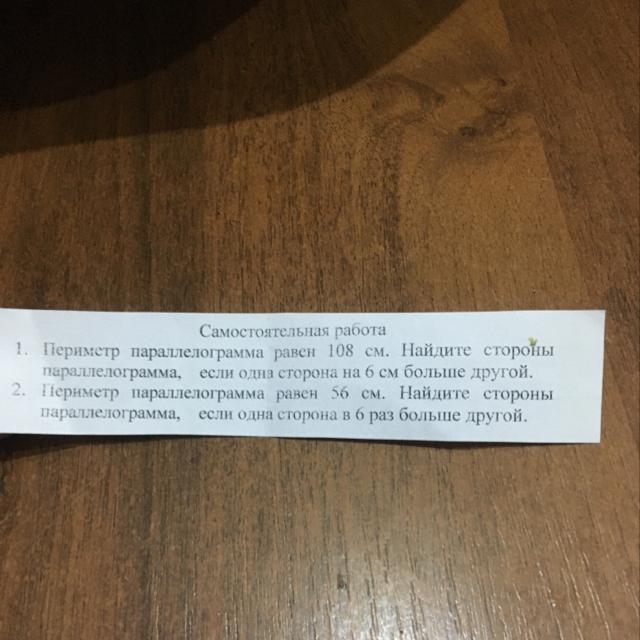 Самостоятельная работа
1. Периметр параллелограмма равен 108 см. Найдите стороны
параллелограмма, если одна сторона на 6 см больше другой.
2. Периметр параллелограмма равен 56 см. Найдите стороны
параллелограмма, если одна сторона в 6 раз больше другой.